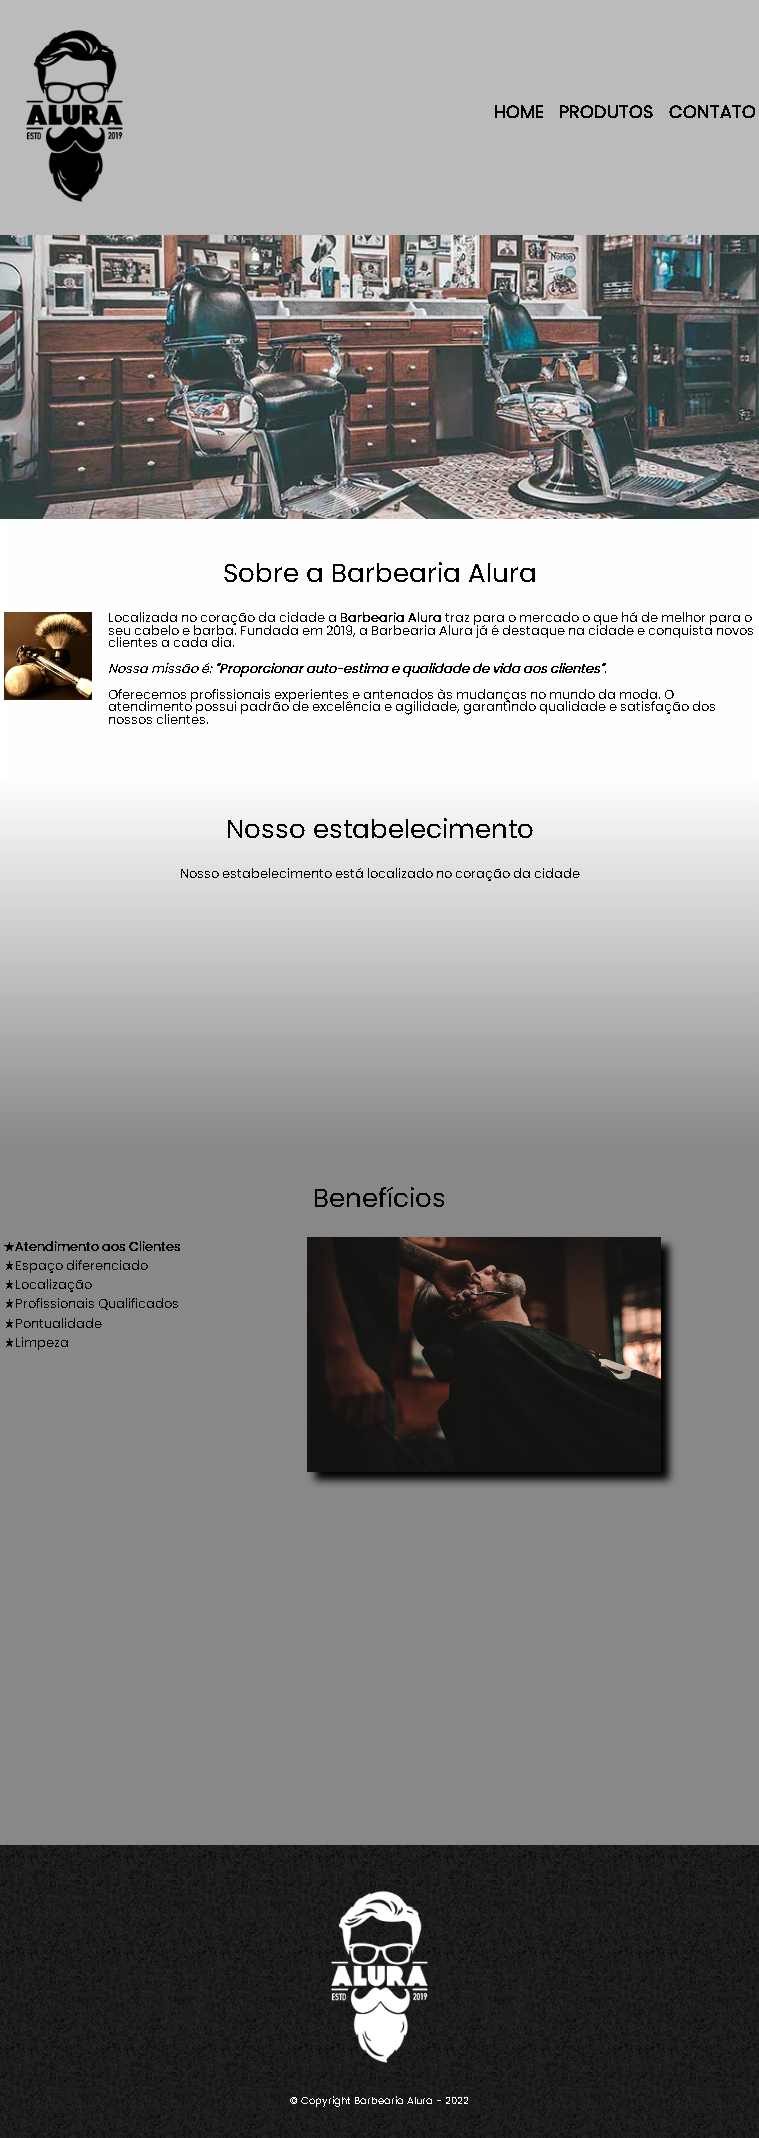 ALURA
ESTD 2019
HOME PRODUTOS CONTATO
Norton
Sobre a Barbearia Alura
Localizada no coração da cidade a Barbearia Alura traz para o mercado o que há de melhor para o
seu cabelo e barba. Fundada em 2019, a Barbearia Alura já é destaque na cidade e conquista novos
clientes a cada dia.
Nossa missão é: "Proporcionar auto-estima e qualidade de vida aos clientes".
Oferecemos profissionais experientes e antenados às mudanças no mundo da moda. O
atendimento possui padrão de excelência e agilidade, garantindo qualidade e satisfação dos
nossos clientes.
Nosso estabelecimento
Nosso estabelecimento está localizado no coração da cidade
Benefícios
★Atendimento aos Clientes
★Espaço diferenciado
★Localização
★Profissionais Qualificados
★Pontualidade
★Limpeza
ALURA
ESTD 2019
© Copyright Barbearia Alura - 2022